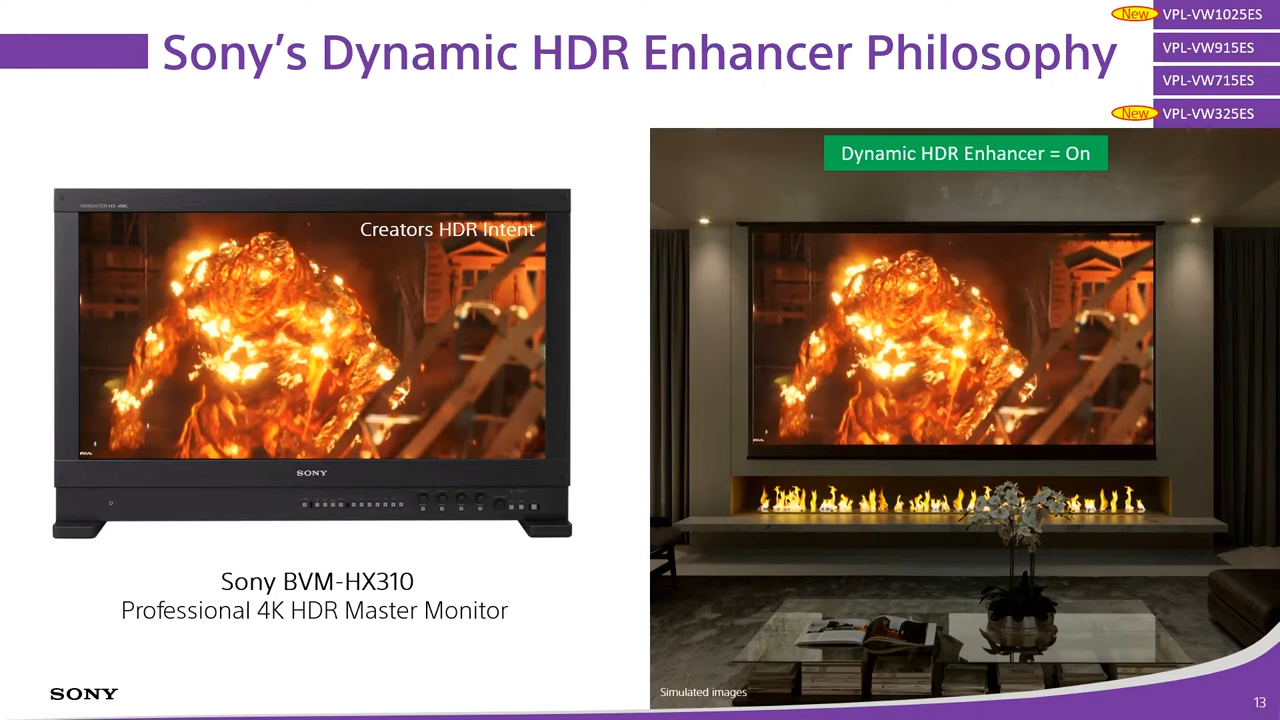 Sony's Dynamic HDR Enhancer Philosophy
New VPL-VW1025ES
VPL-VW915ES
VPL-VW715ES
New VPL-VW325ES
Creators HDR Intent
SONY
Sony BVM-HX310
Professional 4K HDR Master Monitor
Dynamic HDR Enhancer = On
Simulated images
SONY
13